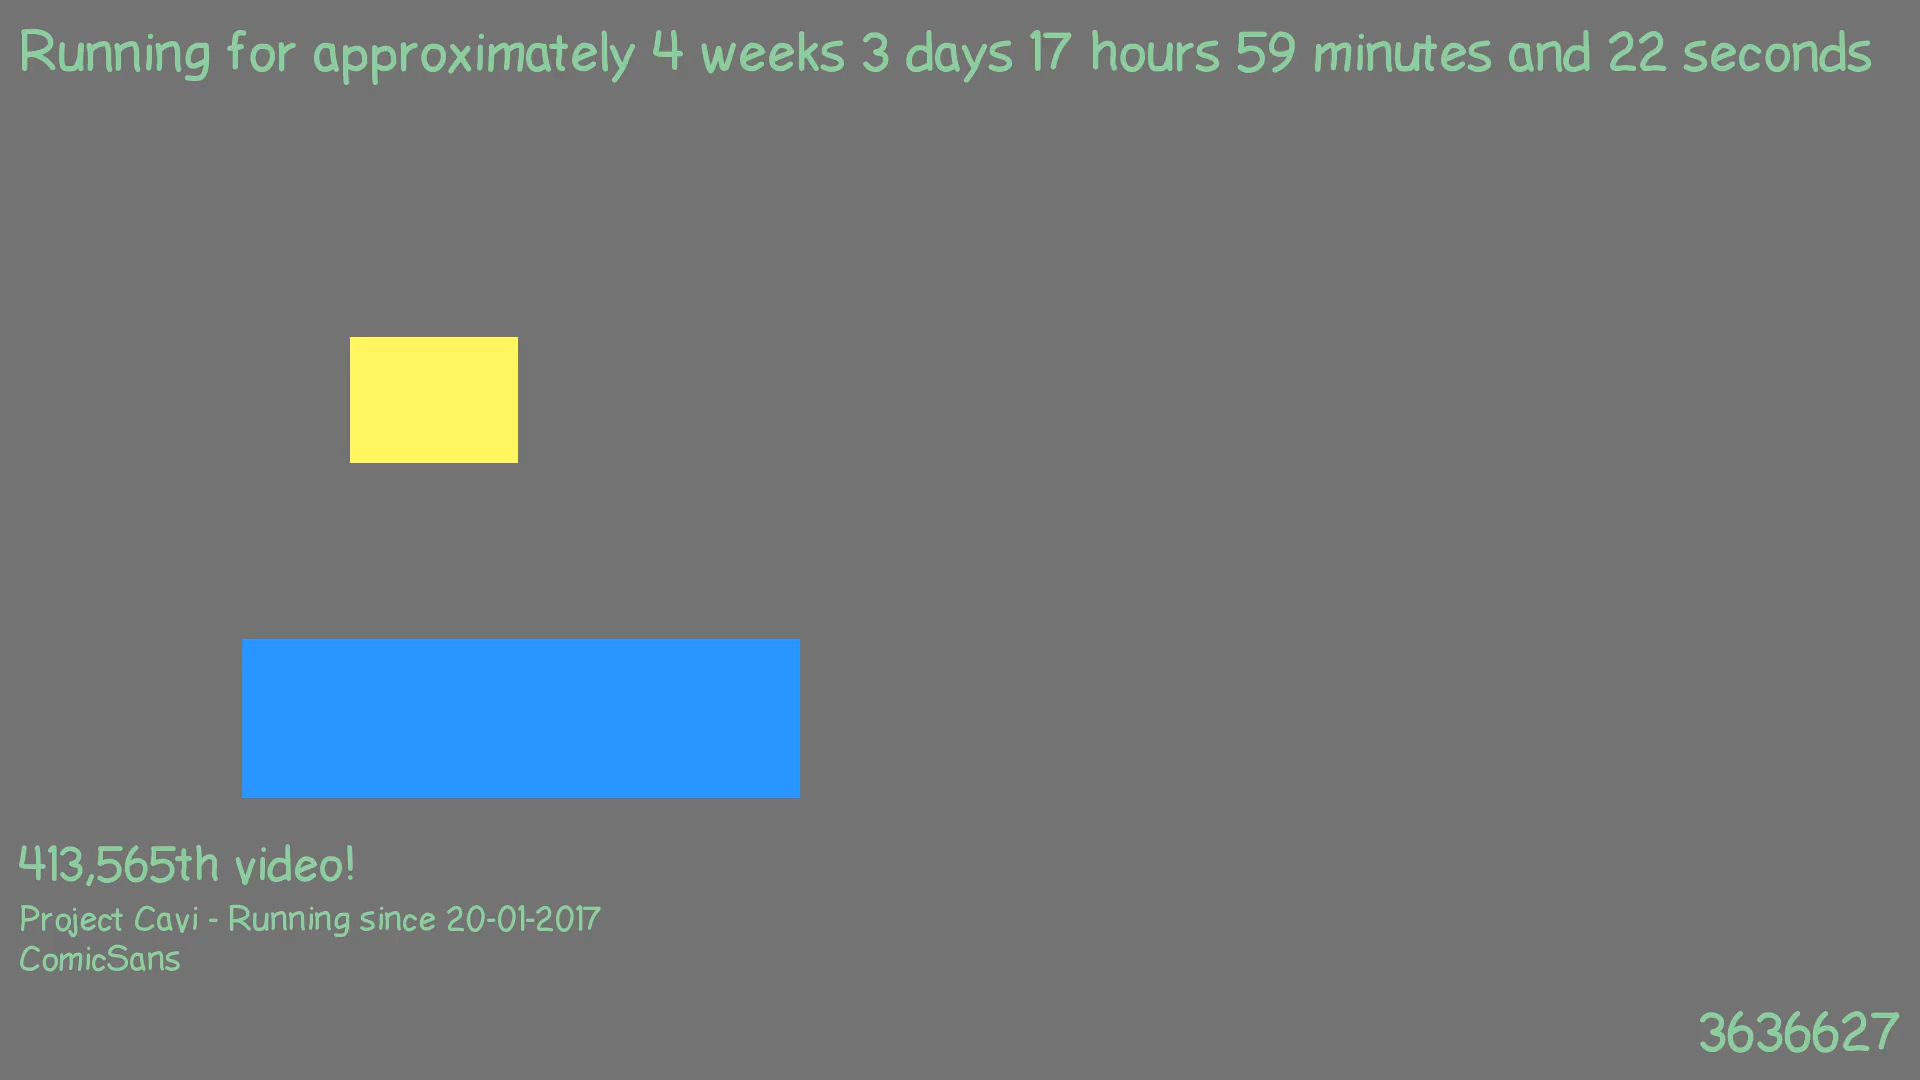 Running for approximately 4 weeks 3 days 17 hours 59 minutes and 22 seconds
413,565th video!
Project Cavi - Running since 20-01-2017
ComicSans
3636627